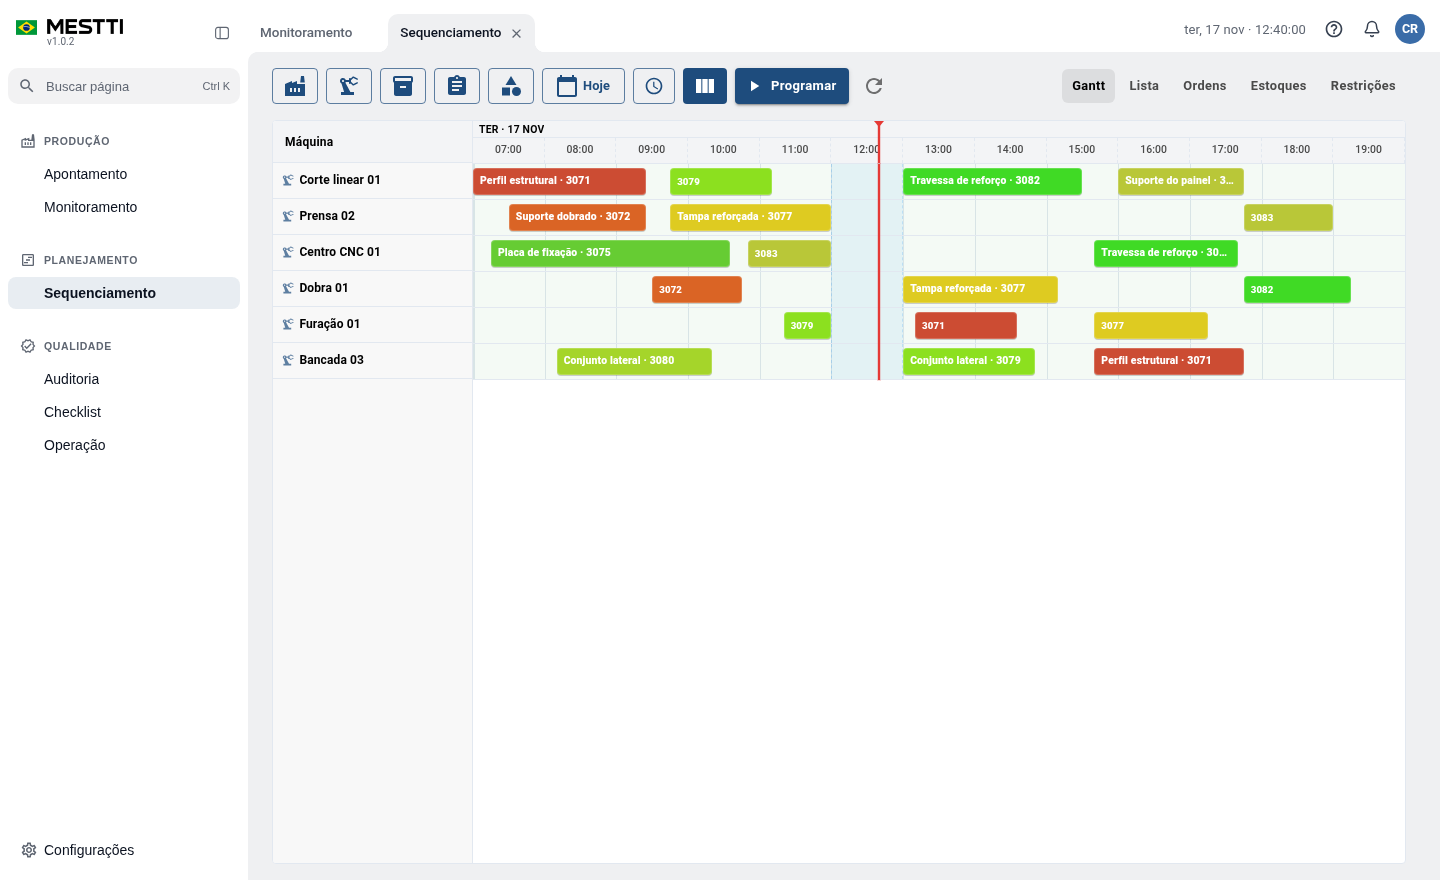 MESTTI
v1.0.2
Monitoramento
Sequenciamento
ter, 17 nov · 12:40:00
CR
Buscar página
Ctrl K
Hoje
Programar
Gantt
Lista
Ordens
Estoques
Restrições
PRODUÇÃO
Apontamento
Monitoramento
PLANEJAMENTO
Sequenciamento
QUALIDADE
Auditoria
Checklist
Operação
Configurações
Máquina
TER · 17 NOV
07:00 08:00 09:00 10:00 11:00 12:00 13:00 14:00 15:00 16:00 17:00 18:00 19:00
Corte linear 01
Perfil estrutural · 3071
3079
Travessa de reforço · 3082
Suporte do painel · 3...
Prensa 02
Suporte dobrado · 3072
Tampa reforçada · 3077
3083
Centro CNC 01
Placa de fixação · 3075
3083
Travessa de reforço · 30...
Dobra 01
3072
Tampa reforçada · 3077
3082
Furação 01
3079
3071
3077
Bancada 03
Conjunto lateral · 3080
Conjunto lateral · 3079
Perfil estrutural · 3071